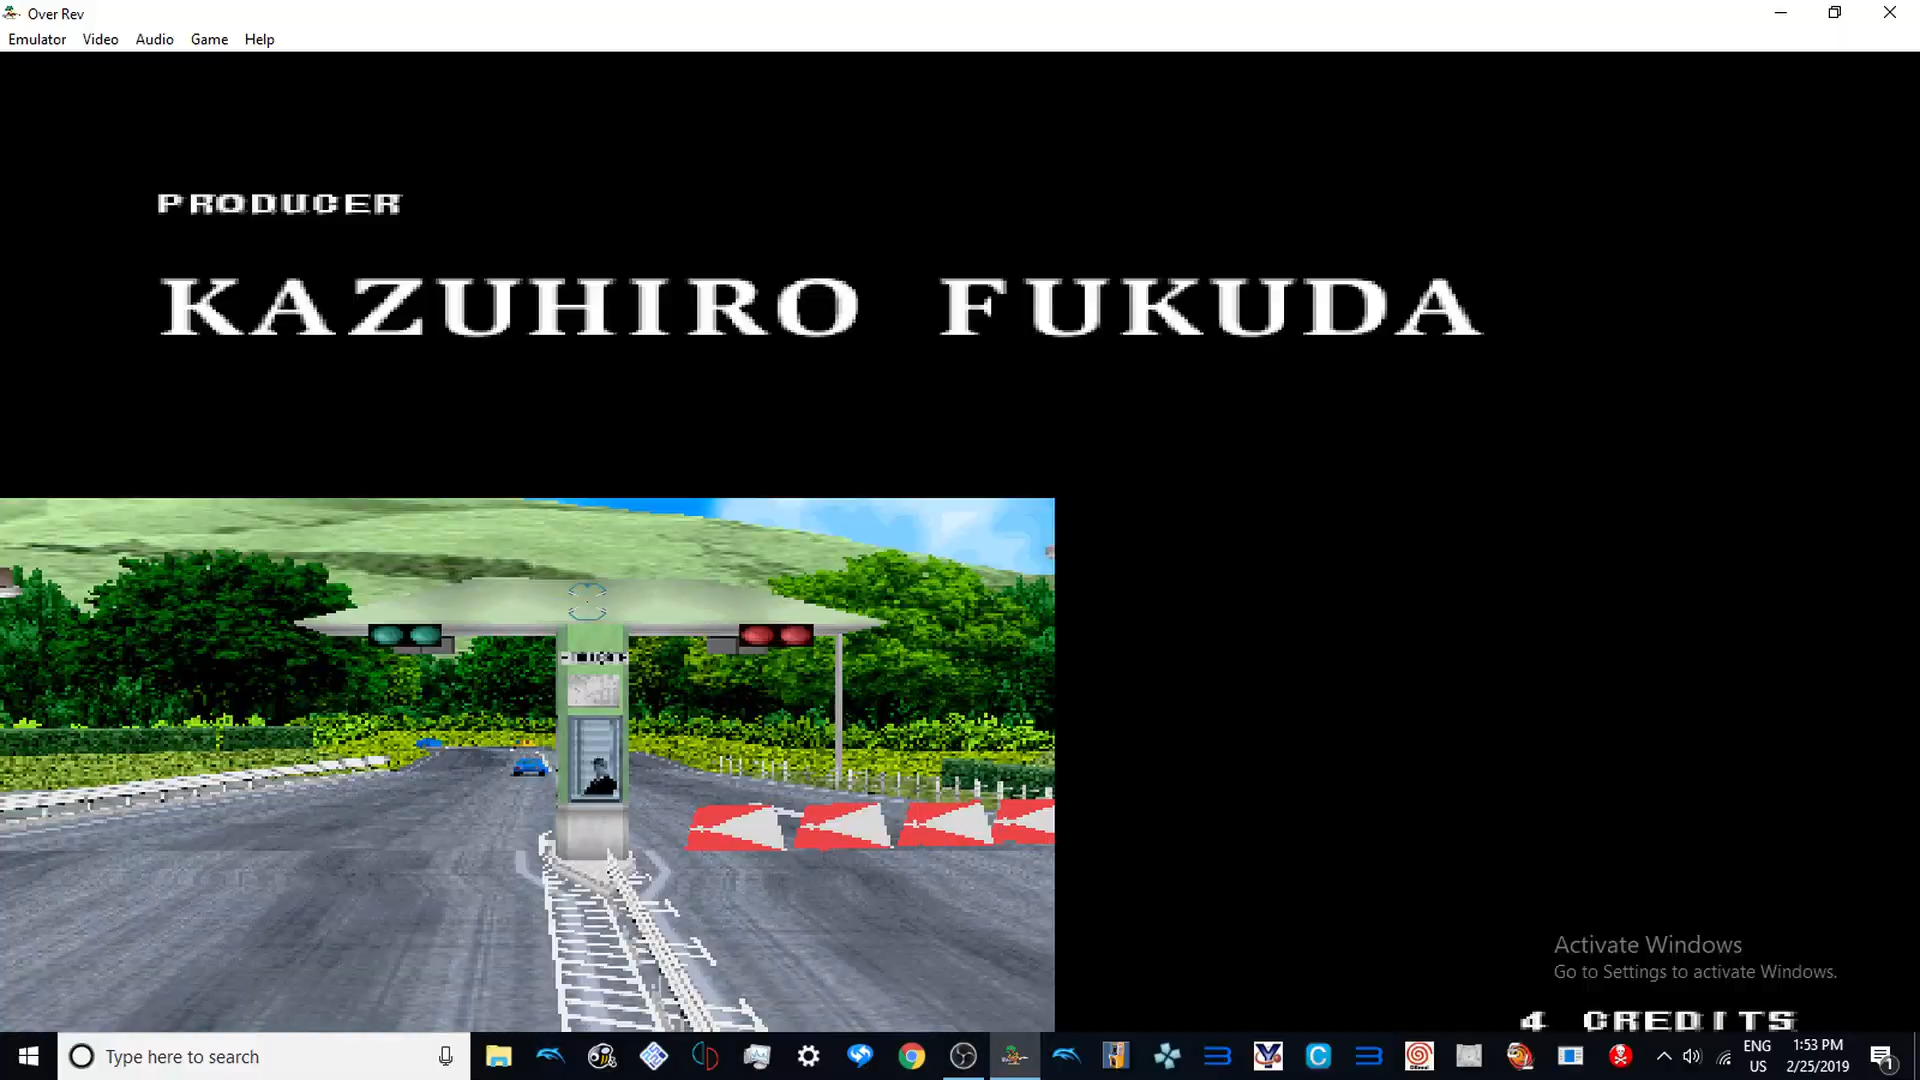 Over Rev
Emulator Video Audio Game Help
PRODUCER
KAZUHIRO FUKUDA
Activate Windows
Go to Settings to activate Windows.
4 CREDITS
Type here to search
ENG
US
1:53 PM
2/25/2019
1